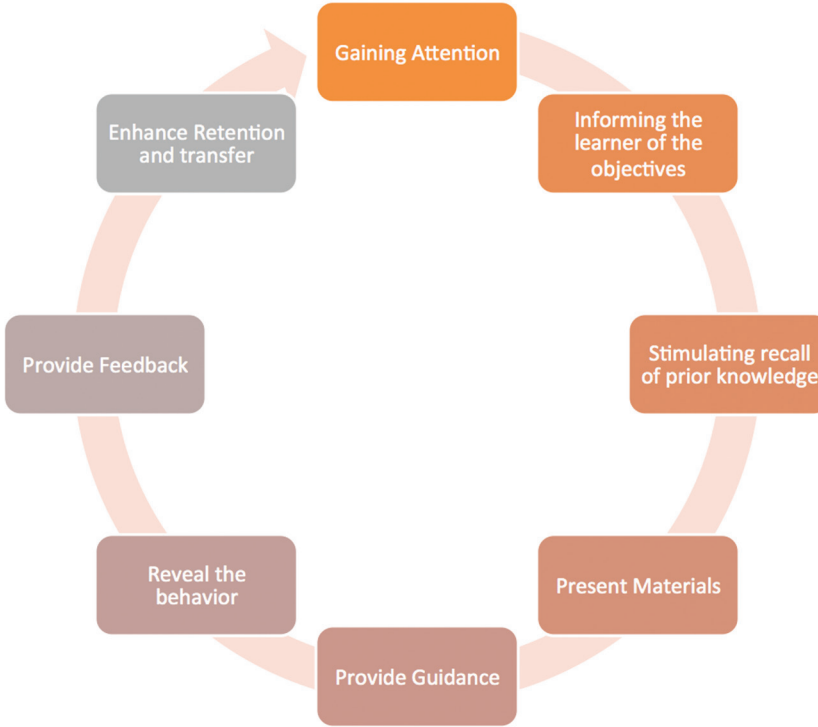 Gaining Attention
Informing the
learner of the
objectives
Stimulating recall
of prior knowledge
Present Materials
Provide Guidance
Reveal the
behavior
Provide Feedback
Enhance Retention
and transfer